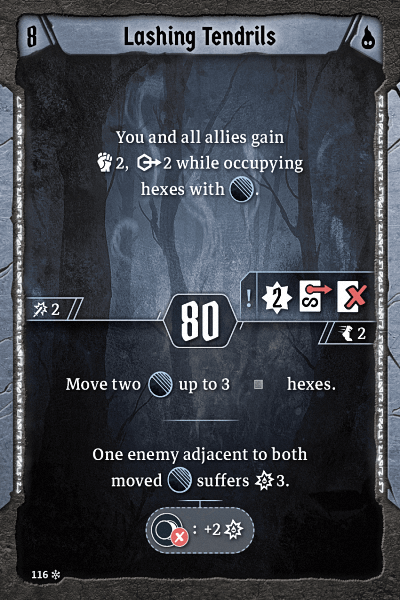 8 Lashing Tendrils
You and all allies gain
2, 2 while occupying
hexes with .
2
80
! 2
2
Move two up to 3 hexes.
One enemy adjacent to both
moved suffers 3.
: +2
116